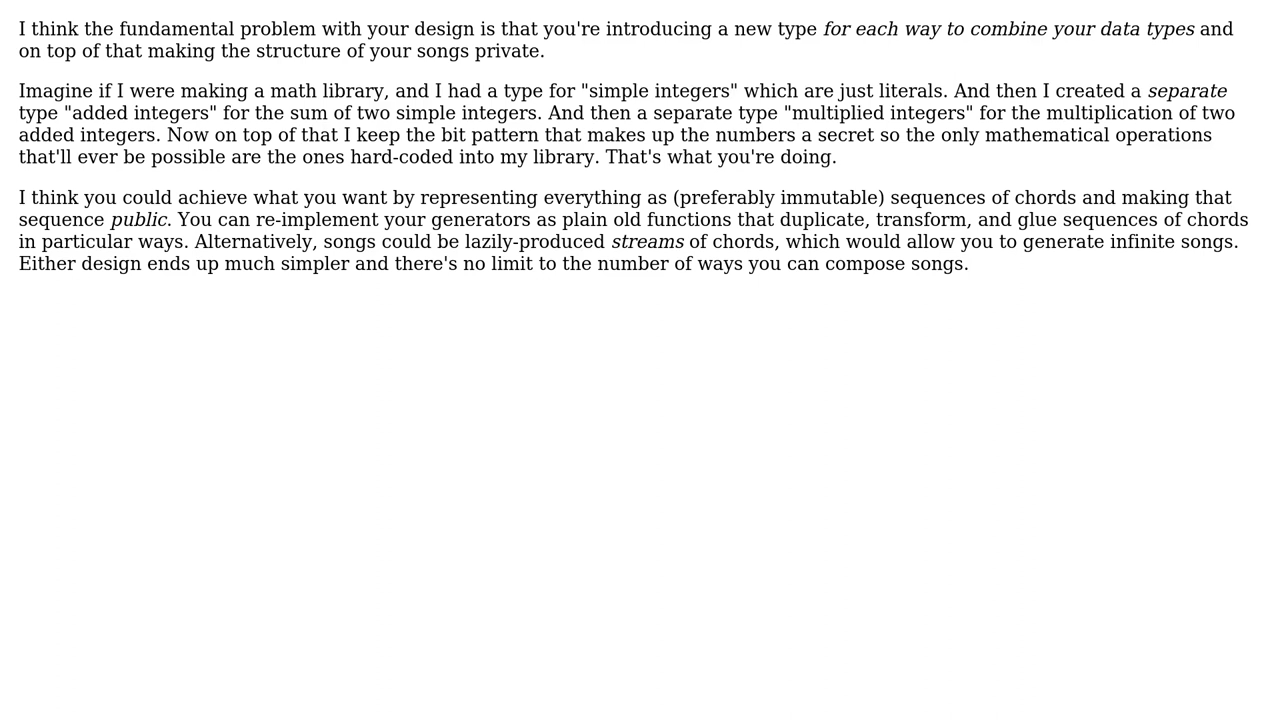 I think the fundamental problem with your design is that you're introducing a new type for each way to combine your data types and
on top of that making the structure of your songs private.
Imagine if I were making a math library, and I had a type for "simple integers" which are just literals. And then I created a separate
type "added integers" for the sum of two simple integers. And then a separate type "multiplied integers" for the multiplication of two
added integers. Now on top of that I keep the bit pattern that makes up the numbers a secret so the only mathematical operations
that'll ever be possible are the ones hard-coded into my library. That's what you're doing.
I think you could achieve what you want by representing everything as (preferably immutable) sequences of chords and making that
sequence public. You can re-implement your generators as plain old functions that duplicate, transform, and glue sequences of chords
in particular ways. Alternatively, songs could be lazily-produced streams of chords, which would allow you to generate infinite songs.
Either design ends up much simpler and there's no limit to the number of ways you can compose songs.